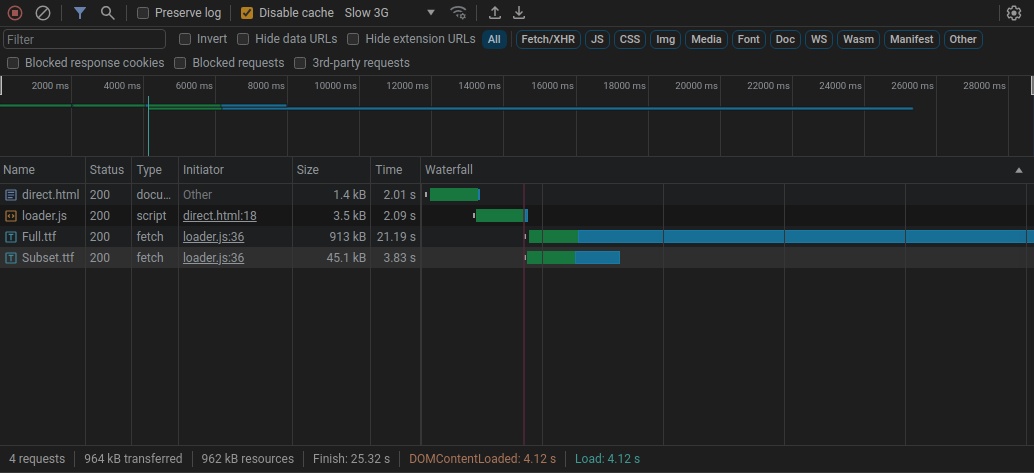 Preserve log Disable cache Slow 3G
Filter Invert Hide data URLs Hide extension URLs All Fetch/XHR JS CSS Img Media Font Doc WS Wasm Manifest Other
Blocked response cookies Blocked requests 3rd-party requests
2000 ms 4000 ms 6000 ms 8000 ms 10000 ms 12000 ms 14000 ms 16000 ms 18000 ms 20000 ms 22000 ms 24000 ms 26000 ms 28000 ms
Name Status Type Initiator Size Time Waterfall
direct.html 200 docu... Other 1.4 kB 2.01 s
loader.js 200 script direct.html:18 3.5 kB 2.09 s
Full.ttf 200 fetch loader.js:36 913 kB 21.19 s
Subset.ttf 200 fetch loader.js:36 45.1 kB 3.83 s
4 requests 964 kB transferred 962 kB resources Finish: 25.32 s DOMContentLoaded: 4.12 s Load: 4.12 s